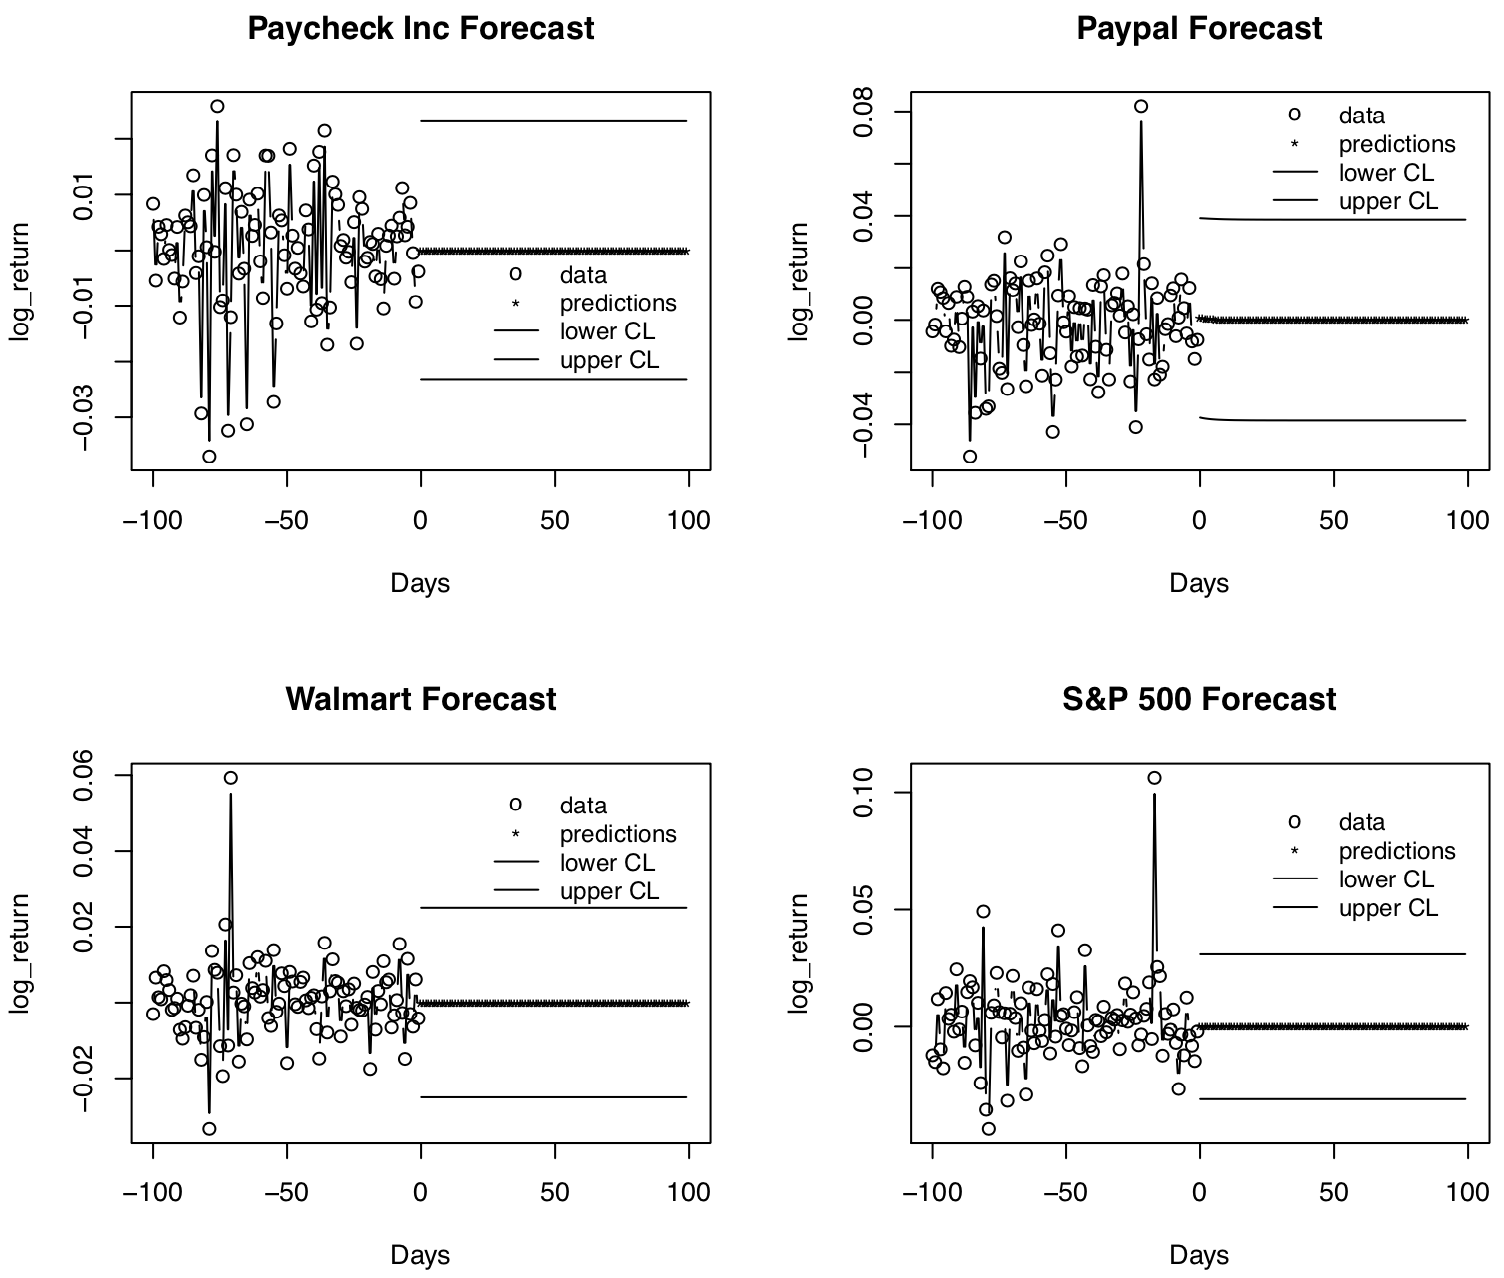 Paycheck Inc Forecast
log_return
0.01
−0.01
−0.03
data
predictions
lower CL
upper CL
−100
−50
0
50
100
Days
Paypal Forecast
log_return
0.08
0.04
0.00
−0.04
data
predictions
lower CL
upper CL
−100
−50
0
50
100
Days
Walmart Forecast
log_return
0.06
0.04
0.02
−0.02
data
predictions
lower CL
upper CL
−100
−50
0
50
100
Days
S&P 500 Forecast
log_return
0.10
0.05
0.00
data
predictions
lower CL
upper CL
−100
−50
0
50
100
Days